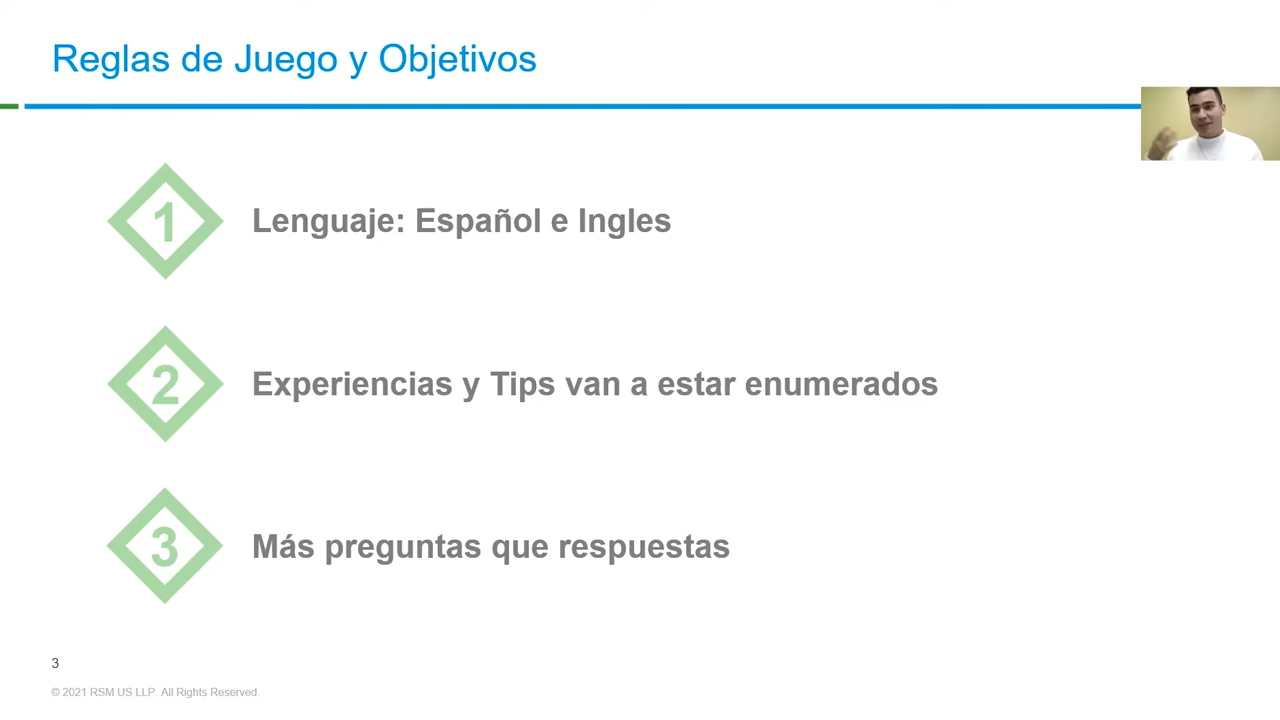 Reglas de Juego y Objetivos
1
Lenguaje: Español e Ingles
2
Experiencias y Tips van a estar enumerados
3
Más preguntas que respuestas
3
© 2021 RSM US LLP. All Rights Reserved.